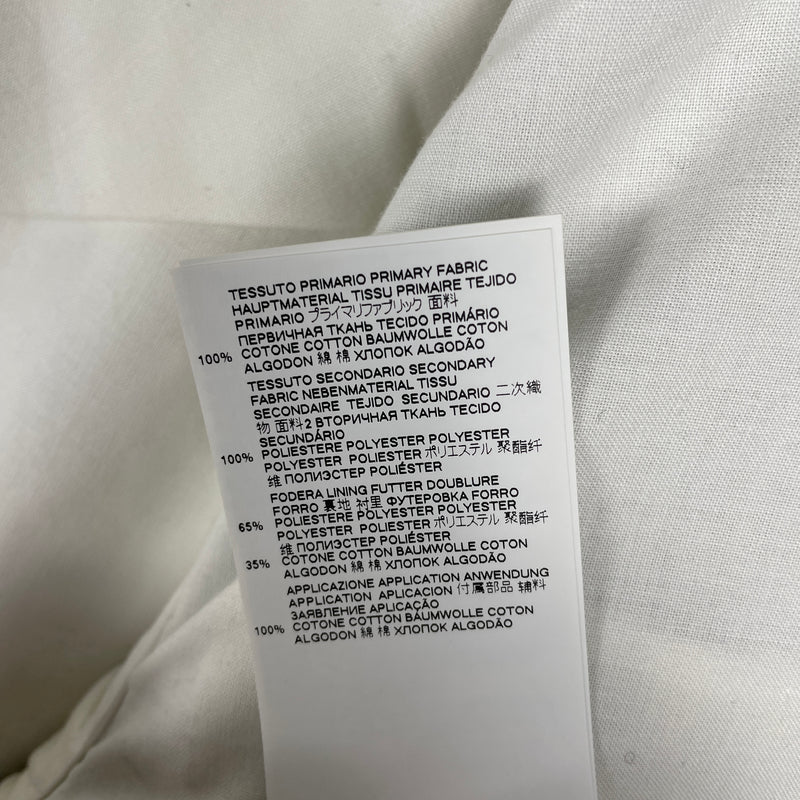 TESSUTO PRIMARIO PRIMARY FABRIC
HAUPTMATERIAL TISSU PRIMAIRE TEJIDO
PRIMARIO プライマリファブリック 面料
ПЕРВИЧНАЯ ТКАНЬ TECIDO PRIMÁRIO
100% COTONE COTTON BAUMWOLLE COTON
ALGODON 綿 棉 ХЛОПОК ALGODÃO
TESSUTO SECONDARIO SECONDARY
FABRIC NEBENMATERIAL TISSU
SECONDAIRE TEJIDO SECUNDARIO 二次織
物 面料2 ВТОРИЧНАЯ ТКАНЬ TECIDO
SECUNDÁRIO
100% POLIESTERE POLYESTER POLYESTER
POLYESTER POLIESTER ポリエステル 聚酯纤
维 ПОЛИЭСТЕР POLIÉSTER
FODERA LINING FUTTER DOUBLURE
FORRO 裏地 衬里 ФУТЕРОВКА FORRO
65% POLIESTERE POLYESTER POLYESTER
POLYESTER POLIESTER ポリエステル 聚酯纤
维 ПОЛИЭСТЕР POLIÉSTER
35% COTONE COTTON BAUMWOLLE COTON
ALGODON 綿 棉 ХЛОПОК ALGODÃO
APPLICAZIONE APPLICATION ANWENDUNG
APPLICATION APLICACION 付属部品 辅料
ЗАЯВЛЕНИЕ APLICAÇÃO
100% COTONE COTTON BAUMWOLLE COTON
ALGODON 綿 棉 ХЛОПОК ALGODÃO